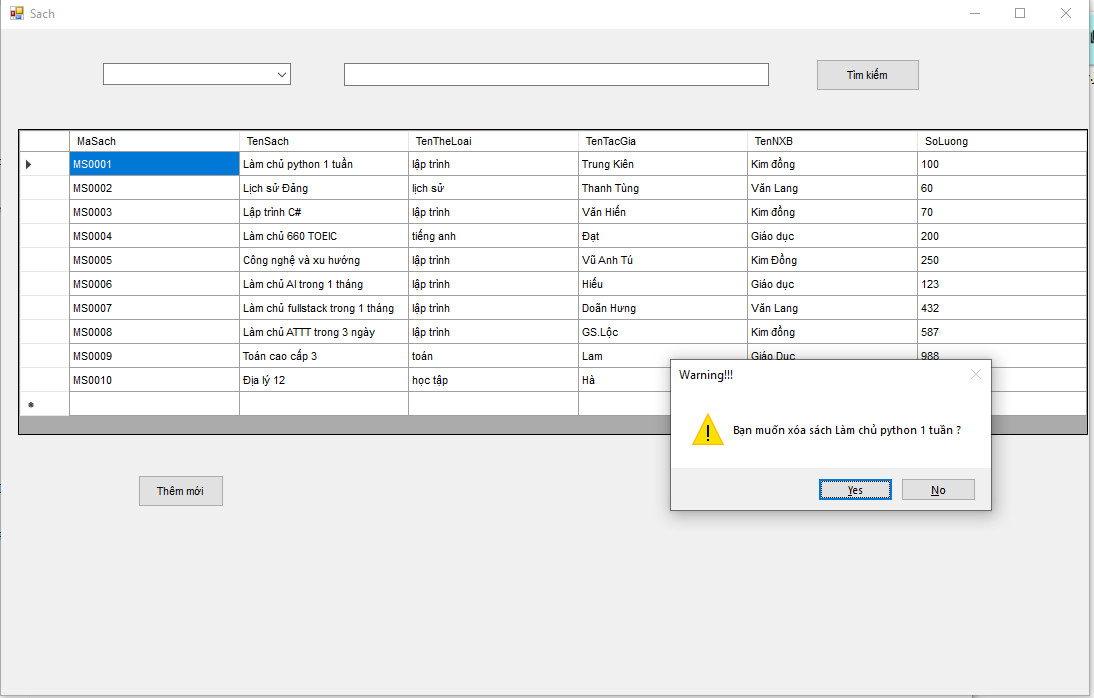 Sach
Tìm kiếm
MaSach TenSach TenTheLoai TenTacGia TenNXB SoLuong
MS0001 Làm chủ python 1 tuần lập trình Trung Kiên Kim đồng 100
MS0002 Lịch sử Đảng lịch sử Thanh Tùng Văn Lang 60
MS0003 Lập trình C# lập trình Văn Hiến Kim đồng 70
MS0004 Làm chủ 660 TOEIC tiếng anh Đạt Giáo dục 200
MS0005 Công nghệ và xu hướng lập trình Vũ Anh Tú Kim Đồng 250
MS0006 Làm chủ AI trong 1 tháng lập trình Hiếu Giáo dục 123
MS0007 Làm chủ fullstack trong 1 tháng lập trình Doãn Hưng Văn Lang 432
MS0008 Làm chủ ATTT trong 3 ngày lập trình GS.Lộc Kim đồng 587
MS0009 Toán cao cấp 3 toán Lam Giáo Dục 988
MS0010 Địa lý 12 học tập Hà
Warning!!!
Bạn muốn xóa sách Làm chủ python 1 tuần ?
Yes No
Thêm mới